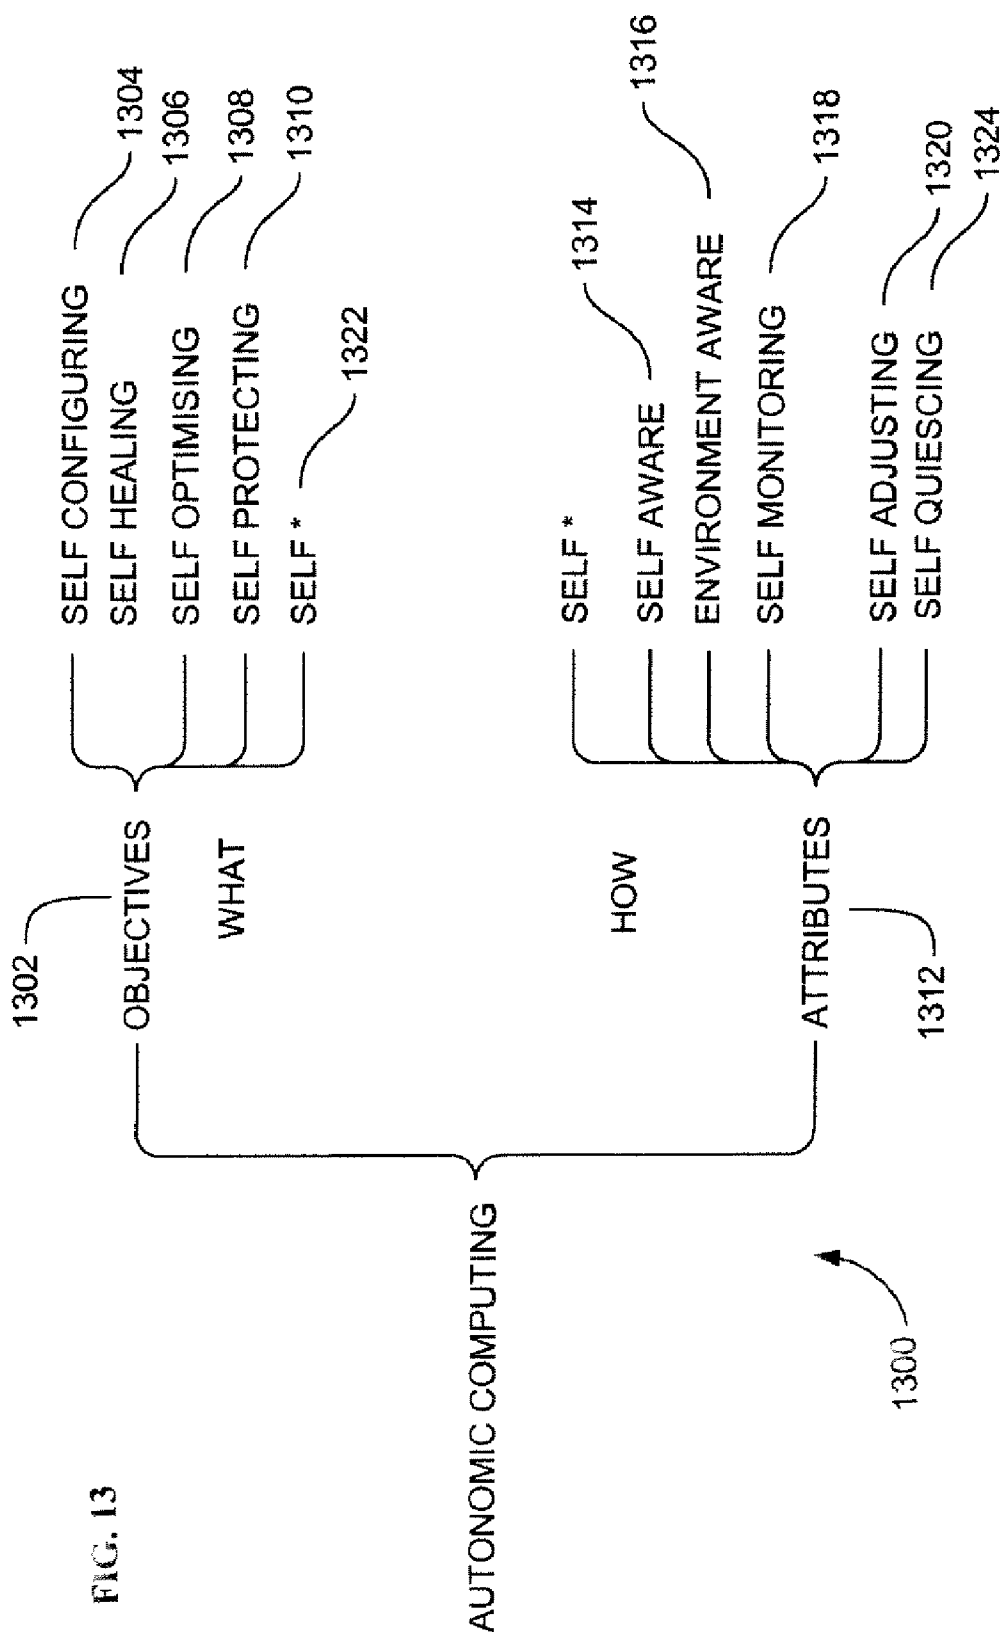 FIG. 13
AUTONOMIC COMPUTING
1300
1302
OBJECTIVES
WHAT
SELF CONFIGURING
1304
SELF HEALING
1306
SELF OPTIMISING
1308
SELF PROTECTING
1310
SELF *
1322
HOW
ATTRIBUTES
1312
SELF *
SELF AWARE
1314
ENVIRONMENT AWARE
1316
SELF MONITORING
1318
SELF ADJUSTING
1320
SELF QUIESCING
1324